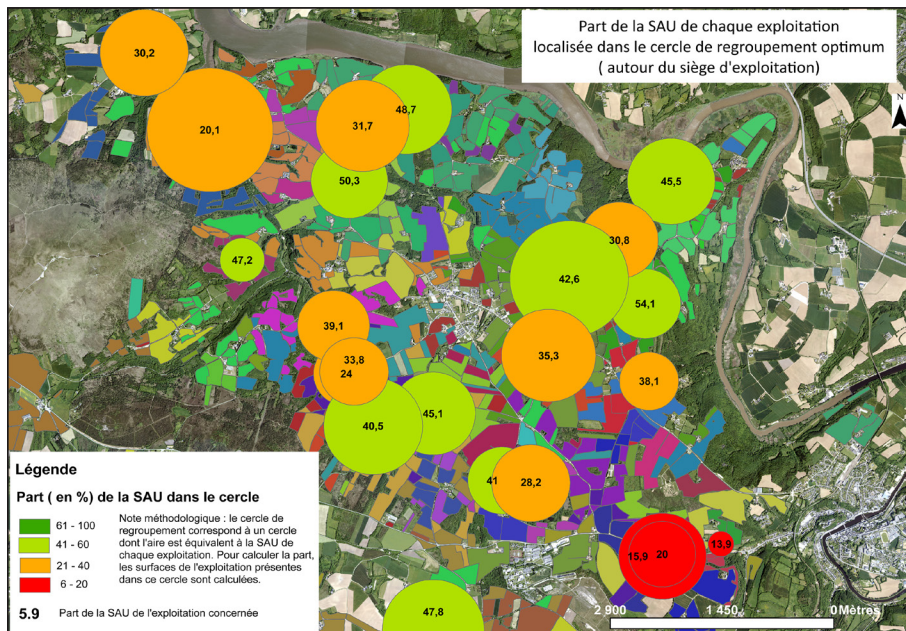 Part de la SAU de chaque exploitation
localisée dans le cercle de regroupement optimum
( autour du siège d'exploitation)
N
30,2
20,1
48,7
31,7
50,3
45,5
47,2
30,8
42,6
54,1
39,1
35,3
33,8
24
38,1
45,1
40,5
41
28,2
15,9
20
13,9
47,8
Légende
Part ( en %) de la SAU dans le cercle
61 - 100
41 - 60
21 - 40
6 - 20
5.9 Part de la SAU de l'exploitation concernée
Note méthodologique : le cercle de
regroupement correspond à un cercle
dont l'aire est équivalent à la SAU de
chaque exploitation. Pour calculer la part,
les surfaces de l'exploitation présentes
dans ce cercle sont calculées.
2 900 1 450 0 Mètres